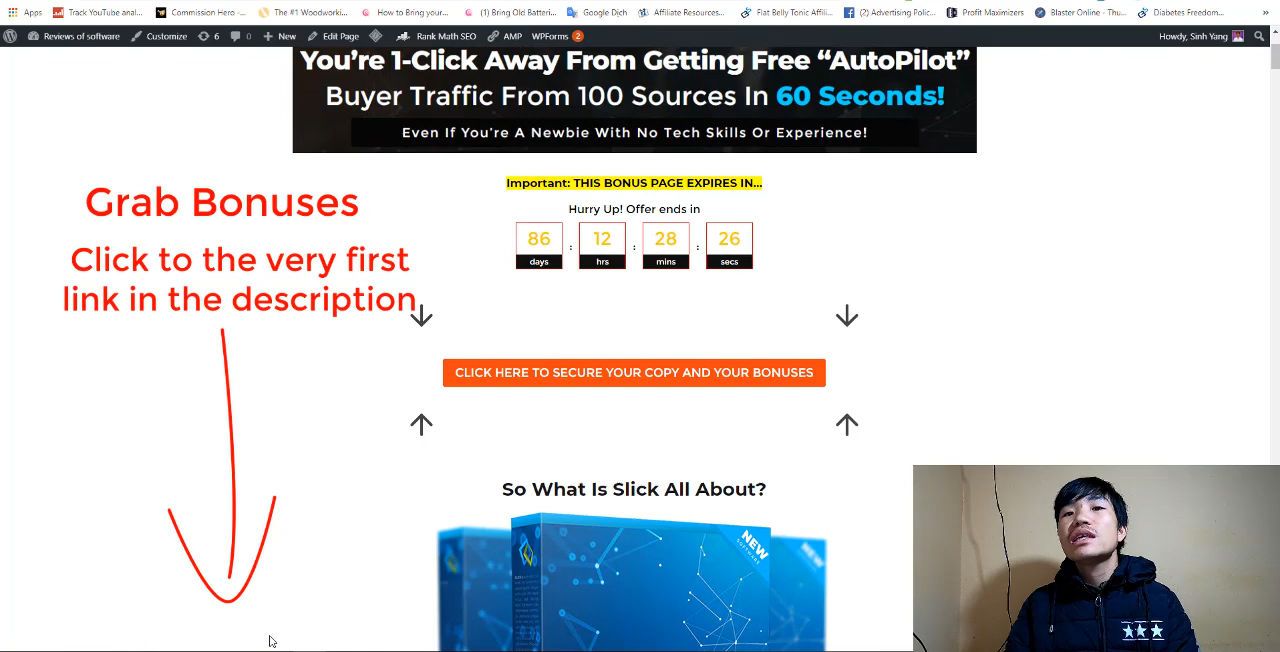 Apps Track YouTube anal... Commission Hero -... The #1 Woodworki... How to Bring your... (1) Bring Old Batteri... Google Dịch Affiliate Resources... Flat Belly Tonic Affili... (2) Advertising Polic... Profit Maximizers Blaster Online - Thu... Diabetes Freedom... »
Reviews of software Customize 6 0 New Edit Page Rank Math SEO AMP WPForms 2 Howdy, Sinh Yang
You're 1-Click Away From Getting Free “AutoPilot”
Buyer Traffic From 100 Sources In 60 Seconds!
Even If You're A Newbie With No Tech Skills Or Experience!
Important: THIS BONUS PAGE EXPIRES IN...
Hurry Up! Offer ends in
86 : 12 : 28 : 26
days hrs mins secs
Grab Bonuses
Click to the very first
link in the description
CLICK HERE TO SECURE YOUR COPY AND YOUR BONUSES
So What Is Slick All About?
NEW
SOFTWARE